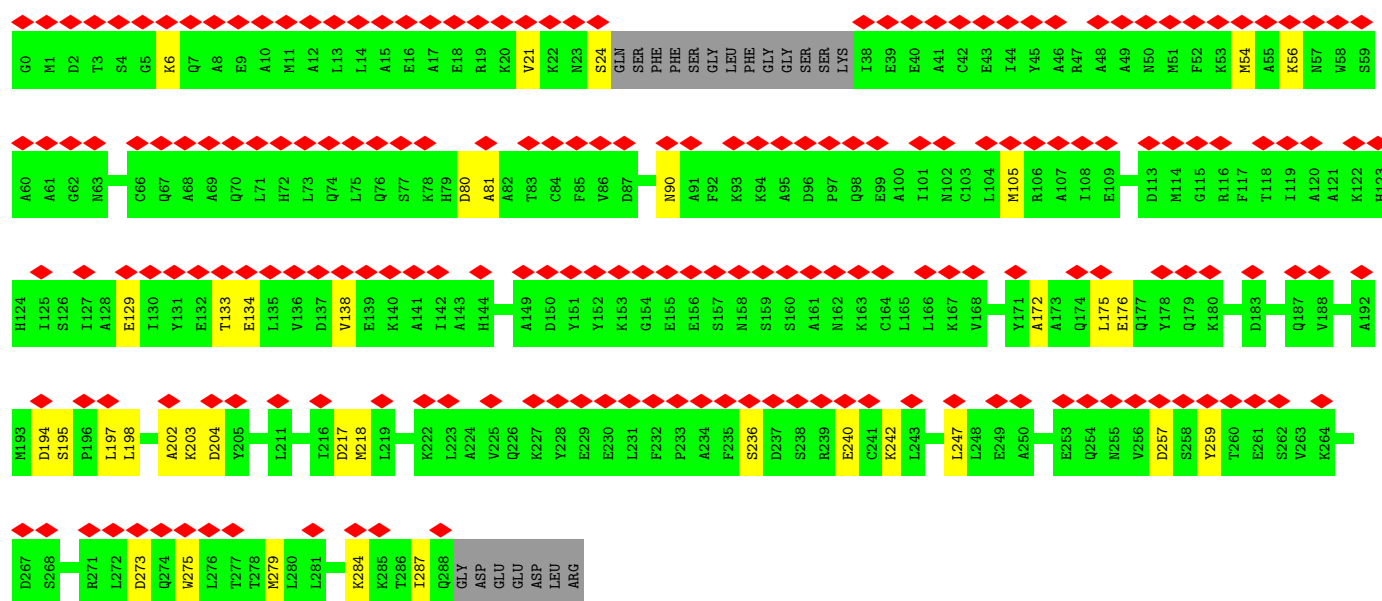 G0 M1 D2 T3 S4 G5 K6 Q7 A8 E9 A10 M11 A12 L13 L14 A15 E16 A17 E18 R19 K20 V21 K22 N23 S24 GLN SER PHE PHE SER GLY LEU PHE GLY GLY SER SER LYS I38 E39 E40 A41 C42 E43 I44 Y45 A46 R47 A48 A49 N50 M51 F52 K53 M54 A55 K56 N57 W58 S59
A60 A61 G62 N63 C66 Q67 A68 A69 Q70 L71 H72 L73 Q74 L75 Q76 S77 K78 H79 D80 A81 A82 T83 C84 F85 V86 D87 N90 A91 F92 K93 K94 A95 D96 P97 Q98 E99 A100 I101 N102 C103 L104 M105 R106 A107 I108 E109 D113 M114 G115 R116 F117 T118 I119 A120 A121 K122 H123
H124 I125 S126 I127 A128 E129 I130 Y131 E132 T133 E134 L135 V136 D137 V138 E139 K140 A141 I142 A143 H144 A149 D150 Y151 Y152 K153 G154 E155 E156 S157 N158 S159 S160 A161 N162 K163 C164 L165 L166 K167 V168 Y171 A172 A173 Q174 L175 E176 Q177 Y178 Q179 K180 D183 Q187 V188 A192
M193 D194 S195 P196 L197 L198 A202 K203 D204 Y205 L211 I216 D217 M218 L219 K222 L223 A224 V225 Q226 K227 Y228 E229 E230 L231 F232 P233 A234 F235 S236 D237 S238 R239 E240 C241 K242 L243 L247 L248 E249 A250 E253 Q254 N255 V256 D257 S258 Y259 T260 E261 S262 V263 K264
D267 S268 R271 L272 D273 Q274 W275 L276 T277 T278 M279 L280 L281 K284 K285 T286 I287 Q288 GLY ASP GLU GLU ASP LEU ARG